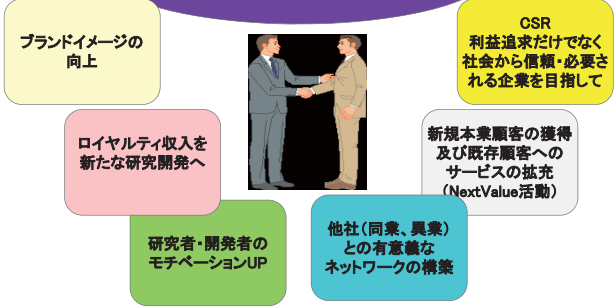 ブランドイメージの
向上
CSR
利益追求だけでなく
社会から信頼・必要さ
れる企業を目指して
ロイヤルティ収入を
新たな研究開発へ
新規本業顧客の獲得
及び既存顧客への
サービスの拡充
（NextValue活動）
研究者・開発者の
モチベーションUP
他社（同業、異業）
との有意義な
ネットワークの構築